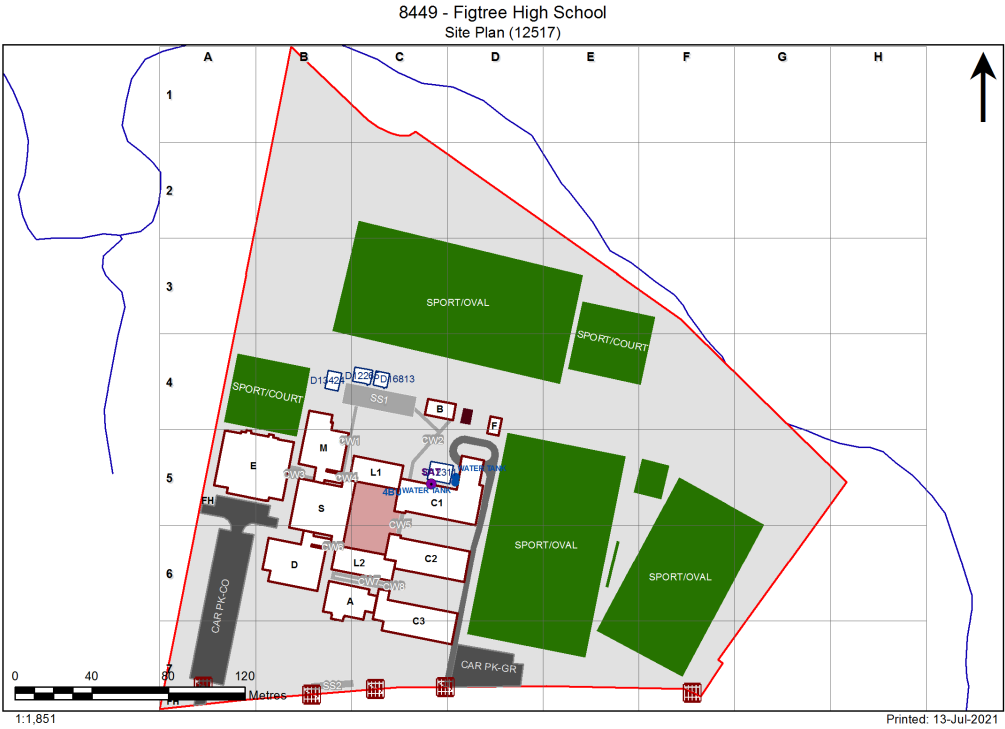 8449 - Figtree High School
Site Plan (12517)
A B C D E F G H
1
2
3
SPORT/OVAL
SPORT/COURT
4
D13424
D16813
SPORT/COURT
SS1
B
F
CW1
CW2
M
E
L1
WATER TANK
5
CW3
CW4
WATER TANK
C1
FH
S
CW5
SPORT/OVAL
C2
D
L2
6
CW7
CW8
SPORT/OVAL
A
CAR PK-CO
C3
7
CAR PK-GR
0 40 80 120
Metres
SS2
FH
1:1,851
Printed: 13-Jul-2021